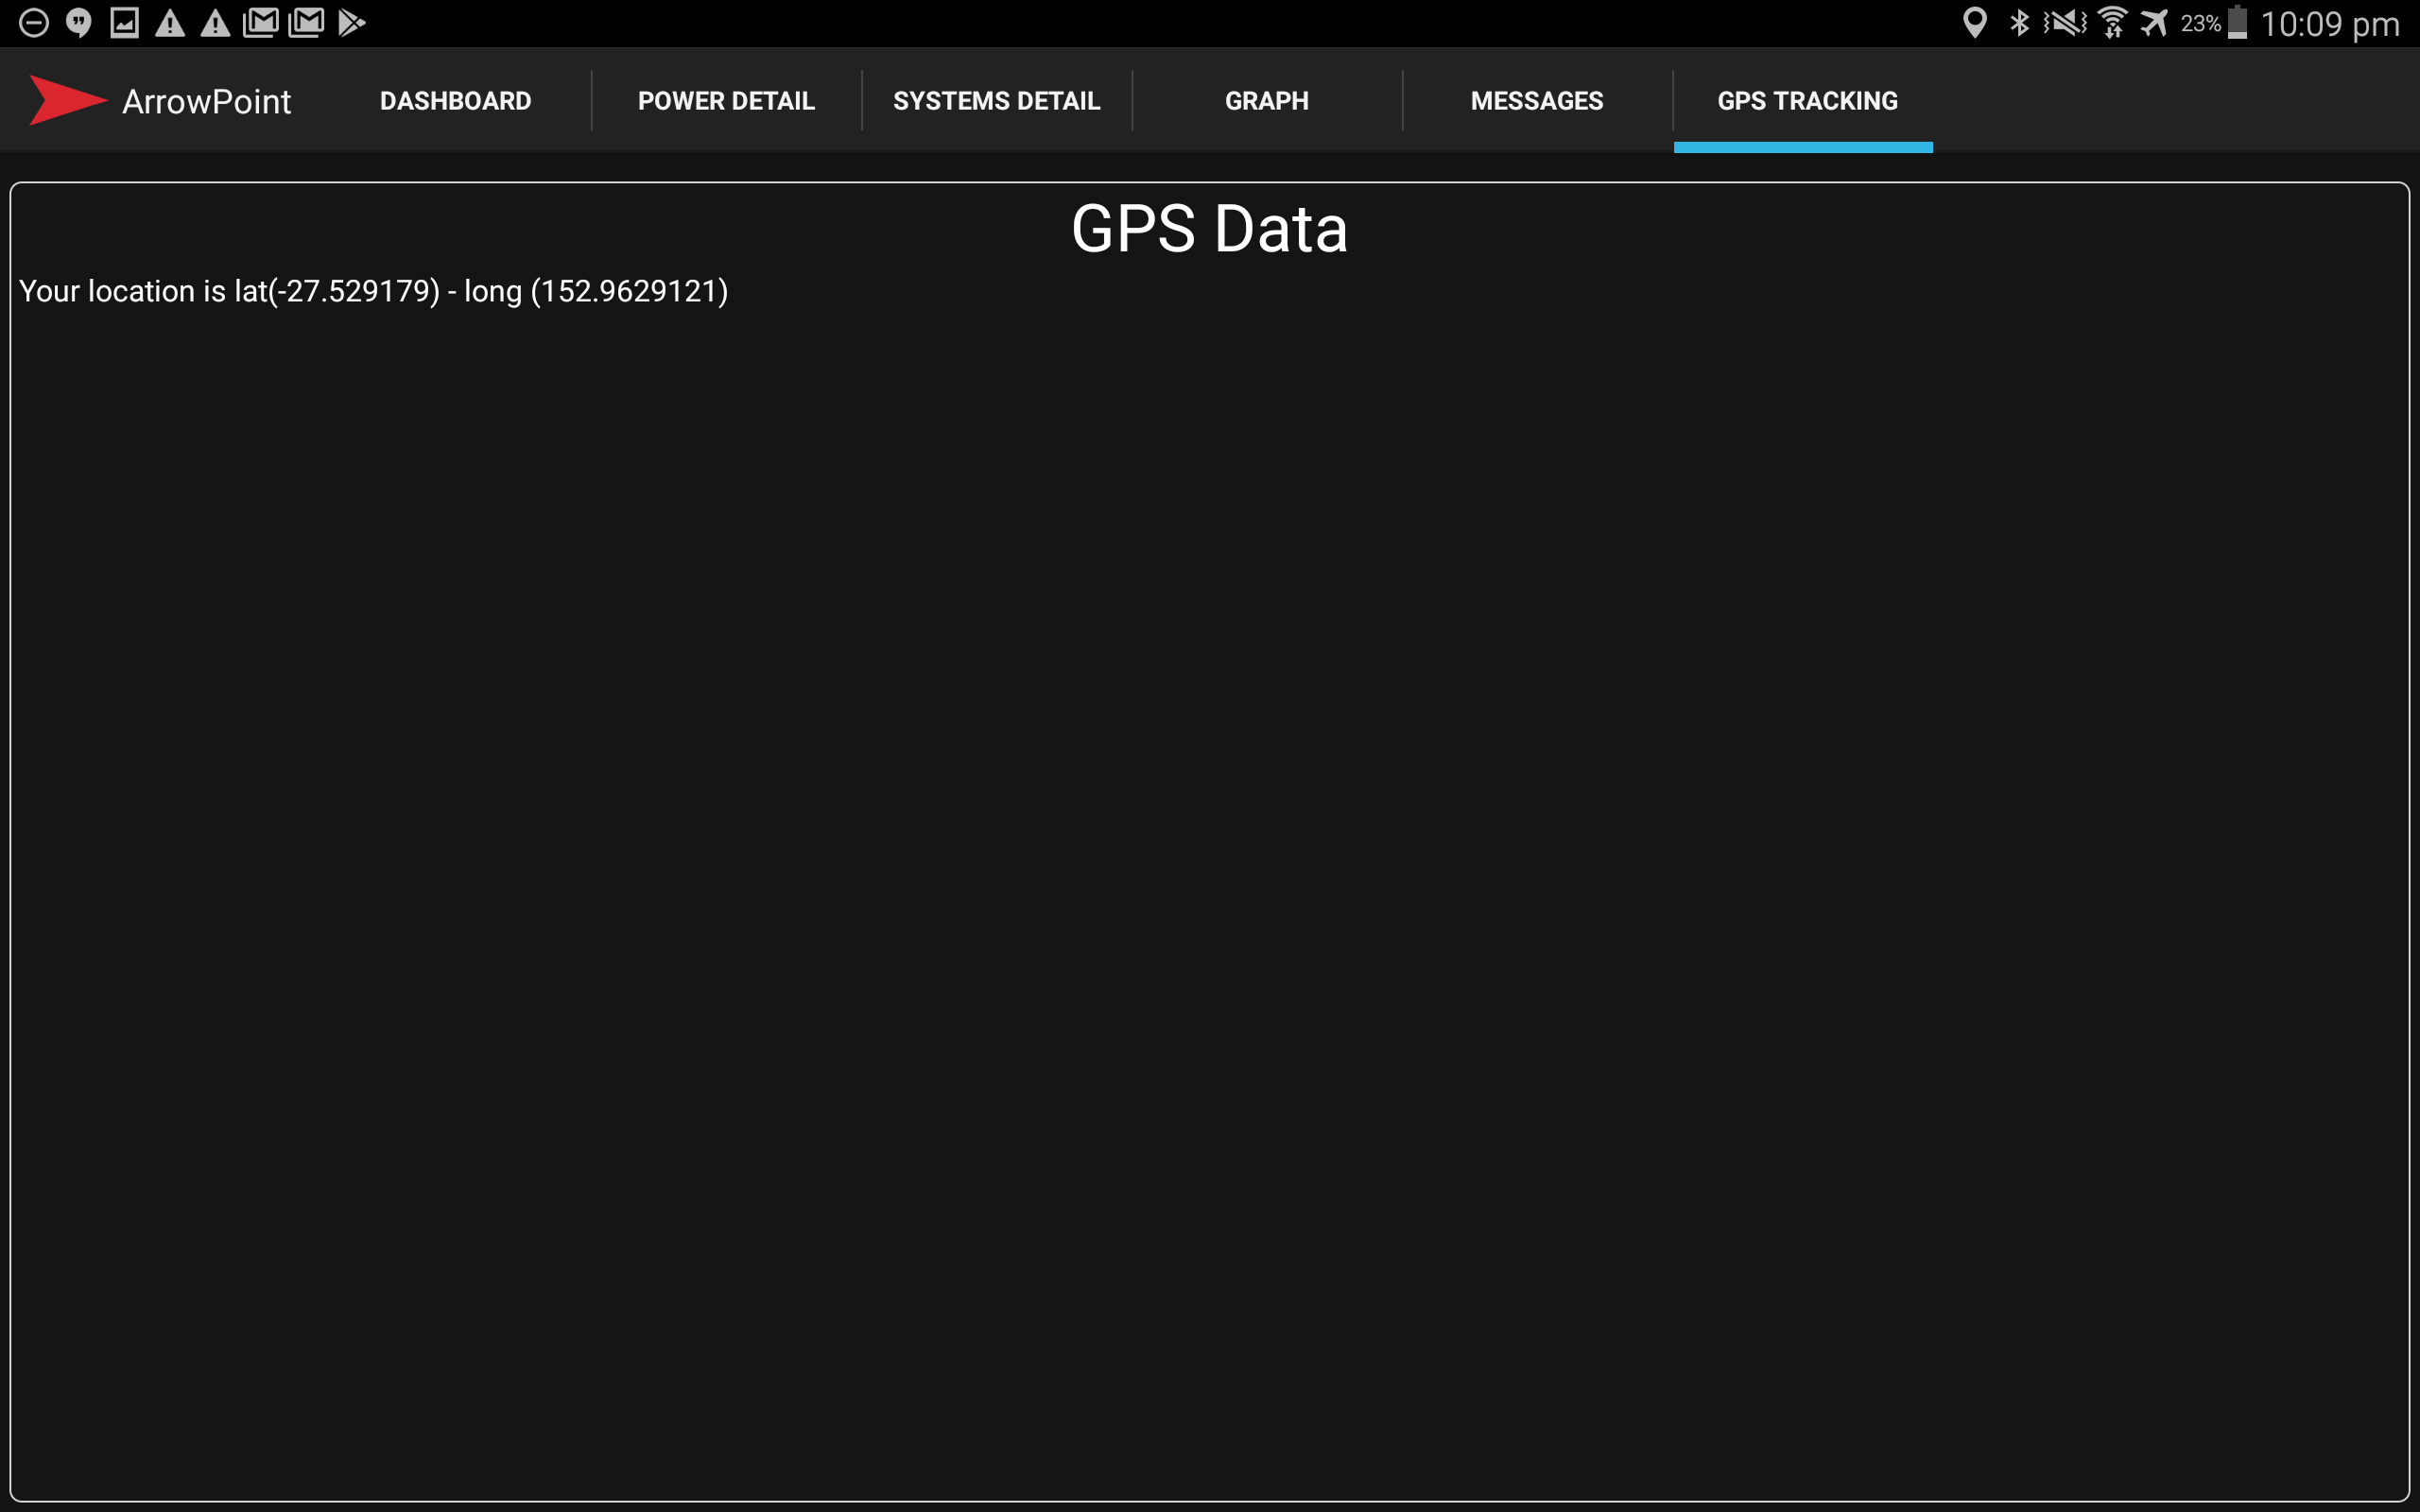 23% 10:09 pm
ArrowPoint DASHBOARD POWER DETAIL SYSTEMS DETAIL GRAPH MESSAGES GPS TRACKING
GPS Data
Your location is lat(-27.529179) - long (152.9629121)